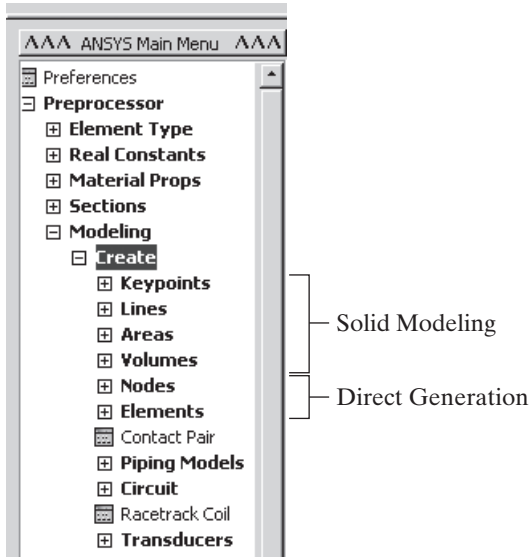 ΛΛΛ ANSYS Main Menu ΛΛΛ
Preferences
Preprocessor
Element Type
Real Constants
Material Props
Sections
Modeling
Create
Keypoints
Lines
Areas
Volumes
Nodes
Elements
Contact Pair
Piping Models
Circuit
Racetrack Coil
Transducers
Solid Modeling
Direct Generation